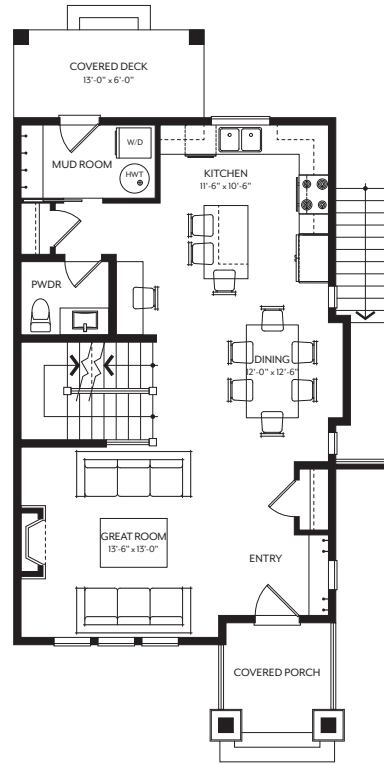 COVERED DECK
13'-0" x 6'-0"
MUD ROOM
W/D
HWT
KITCHEN
11'-6" x 10'-6"
PWDR
DINING
12'-0" x 12'-6"
GREAT ROOM
13'-6" x 13'-0"
ENTRY
COVERED PORCH